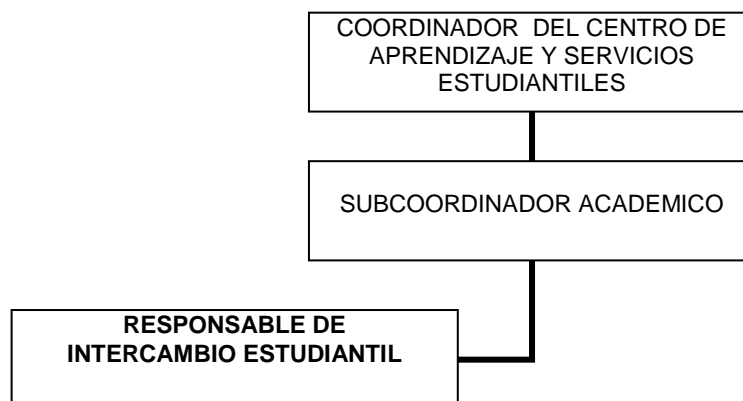 COORDINADOR DEL CENTRO DE
APRENDIZAJE Y SERVICIOS
ESTUDIANTILES
SUBCOORDINADOR ACADEMICO
RESPONSABLE DE
INTERCAMBIO ESTUDIANTIL